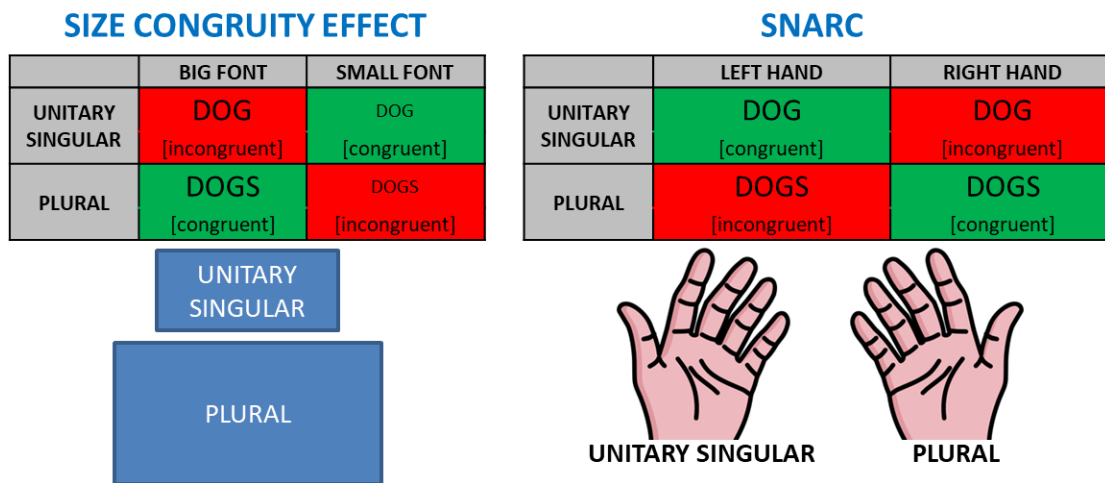 SIZE CONGRUITY EFFECT
BIG FONT SMALL FONT
UNITARY SINGULAR DOG [incongruent] DOG [congruent]
PLURAL DOGS [congruent] DOGS [incongruent]
UNITARY
SINGULAR
PLURAL
SNARC
LEFT HAND RIGHT HAND
UNITARY SINGULAR DOG [congruent] DOG [incongruent]
PLURAL DOGS [incongruent] DOGS [congruent]
UNITARY SINGULAR PLURAL